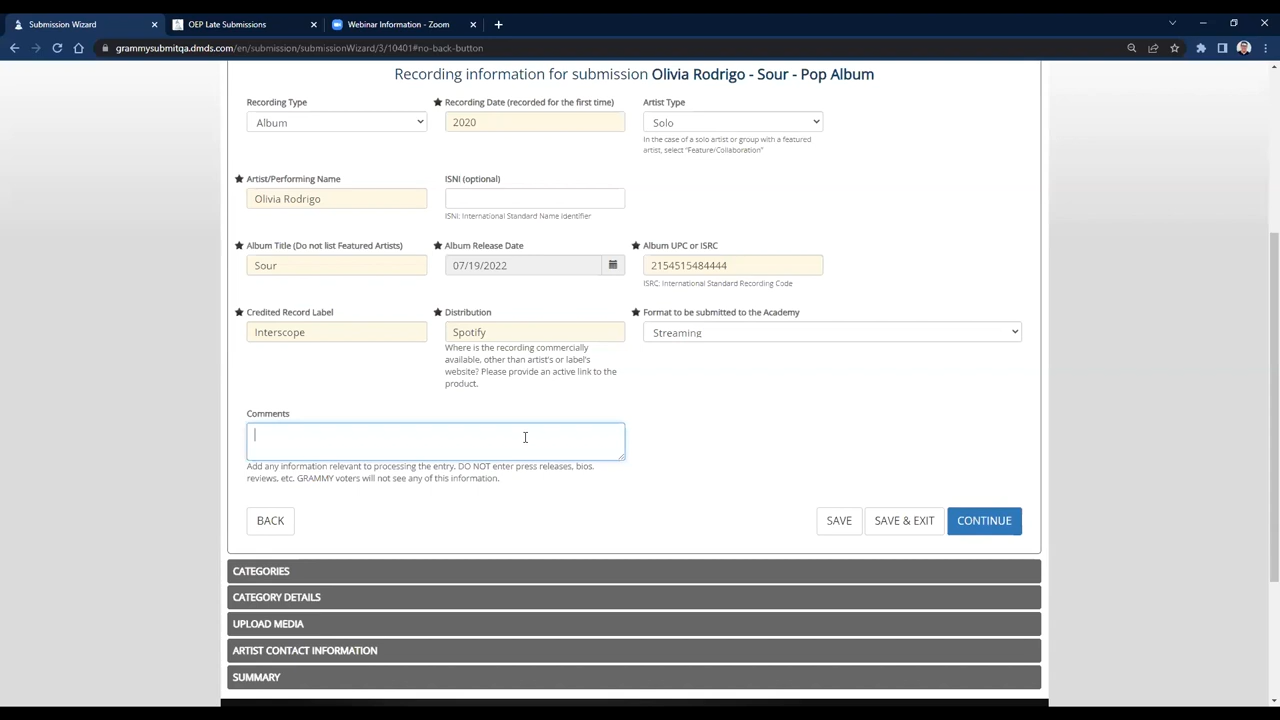 Submission Wizard
OEP Late Submissions
Webinar Information - Zoom
grammysubmitqa.dmds.com/en/submission/submissionWizard/3/10401#no-back-button
Recording information for submission Olivia Rodrigo - Sour - Pop Album
Recording Type
Album
★ Recording Date (recorded for the first time)
2020
Artist Type
Solo
In the case of a solo artist or group with a featured
artist, select "Feature/Collaboration"
★ Artist/Performing Name
Olivia Rodrigo
ISNI (optional)
ISNI: International Standard Name Identifier
★ Album Title (Do not list Featured Artists)
Sour
★ Album Release Date
07/19/2022
★ Album UPC or ISRC
2154515484444
ISRC: International Standard Recording Code
★ Credited Record Label
Interscope
★ Distribution
Spotify
Where is the recording commercially
available, other than artist's or label's
website? Please provide an active link to the
product.
★ Format to be submitted to the Academy
Streaming
Comments
Add any information relevant to processing the entry. DO NOT enter press releases, bios,
reviews, etc. GRAMMY voters will not see any of this information.
BACK
SAVE
SAVE & EXIT
CONTINUE
CATEGORIES
CATEGORY DETAILS
UPLOAD MEDIA
ARTIST CONTACT INFORMATION
SUMMARY